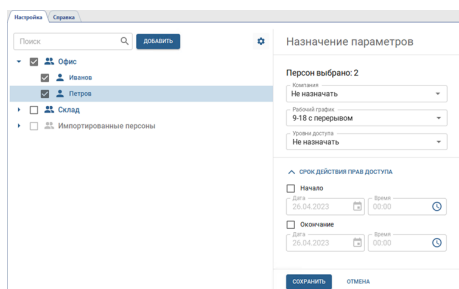 Настройка Справка
Поиск ДОБАВИТЬ
Офис
Иванов
Петров
Склад
Импортированные персоны
Назначение параметров
Персон выбрано: 2
Компания
Не назначать
Рабочий график
9-18 с перерывом
Уровни доступа
Не назначать
СРОК ДЕЙСТВИЯ ПРАВ ДОСТУПА
Начало
Дата Время
26.04.2023 00:00
Окончание
Дата Время
26.04.2023 00:00
СОХРАНИТЬ ОТМЕНА